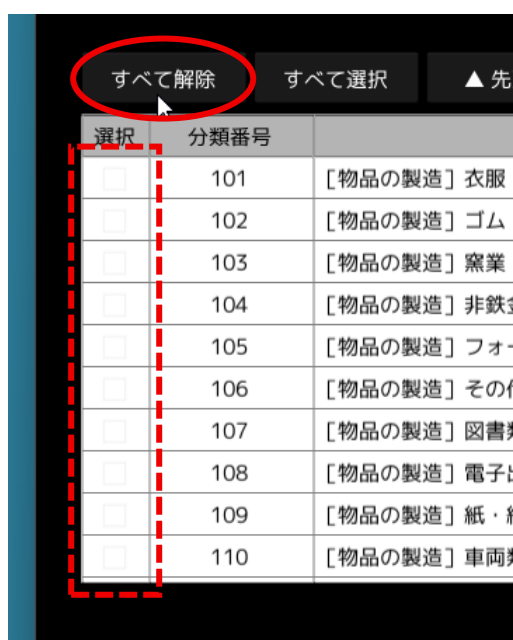 すべて解除 すべて選択 ▲ 先
選択 分類番号
101 [物品の製造] 衣服
102 [物品の製造] ゴム
103 [物品の製造] 窯業
104 [物品の製造] 非鉄
105 [物品の製造] フォー
106 [物品の製造] その
107 [物品の製造] 図書
108 [物品の製造] 電子
109 [物品の製造] 紙・
110 [物品の製造] 車両